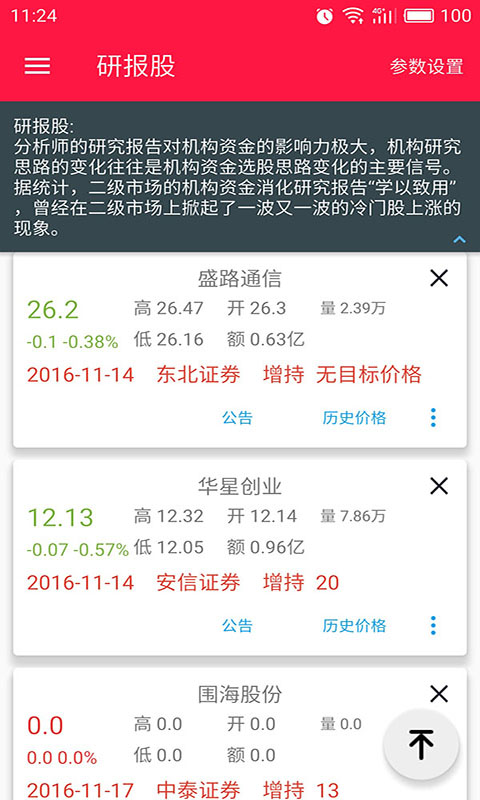 11:24 4G 100
研报股 参数设置
研报股:
分析师的研究报告对机构资金的影响力极大，机构研究
思路的变化往往是机构资金选股思路变化的主要信号。
据统计，二级市场的机构资金消化研究报告“学以致用”
，曾经在二级市场上掀起了一波又一波的冷门股上涨的
现象。
盛路通信
26.2 高 26.47 开 26.3 量 2.39万
-0.1 -0.38% 低 26.16 额 0.63亿
2016-11-14 东北证券 增持 无目标价格
公告 历史价格
华星创业
12.13 高 12.32 开 12.14 量 7.86万
-0.07 -0.57% 低 12.05 额 0.96亿
2016-11-14 安信证券 增持 20
公告 历史价格
围海股份
0.0 高 0.0 开 0.0 量 0.0
0.0 0.0% 低 0.0 额 0.0
2016-11-17 中泰证券 增持 13